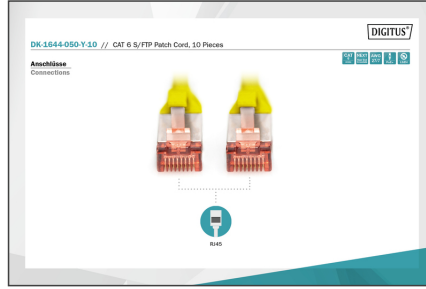 DIGITUS®
DK-1644-050-Y-10 // CAT 6 S/FTP Patch Cord, 10 Pieces
Anschlüsse
Connections
RJ45